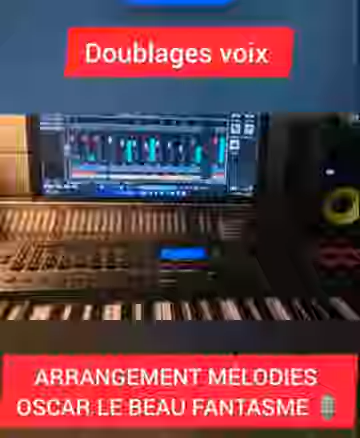 Doublages voix
ARRANGEMENT MELODIES
OSCAR LE BEAU FANTASME 🎙️